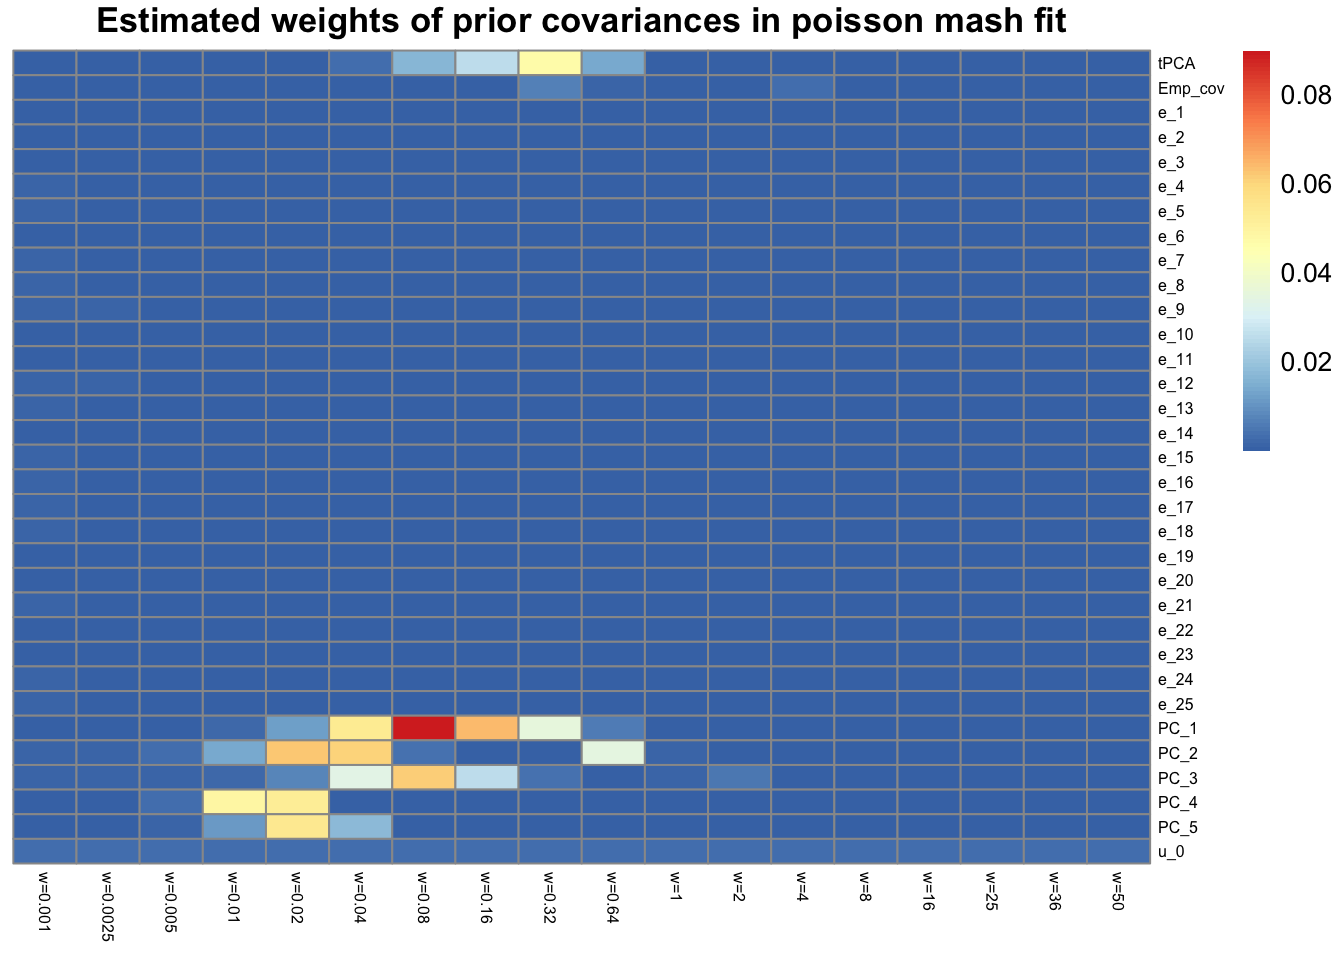 Estimated weights of prior covariances in poisson mash fit
tPCA
Emp_cov
e_1
e_2
e_3
e_4
e_5
e_6
e_7
e_8
e_9
e_10
e_11
e_12
e_13
e_14
e_15
e_16
e_17
e_18
e_19
e_20
e_21
e_22
e_23
e_24
e_25
PC_1
PC_2
PC_3
PC_4
PC_5
u_0
0.08
0.06
0.04
0.02
w=0.001
w=0.0025
w=0.005
w=0.01
w=0.02
w=0.04
w=0.08
w=0.16
w=0.32
w=0.64
w=1
w=2
w=4
w=8
w=16
w=25
w=36
w=50